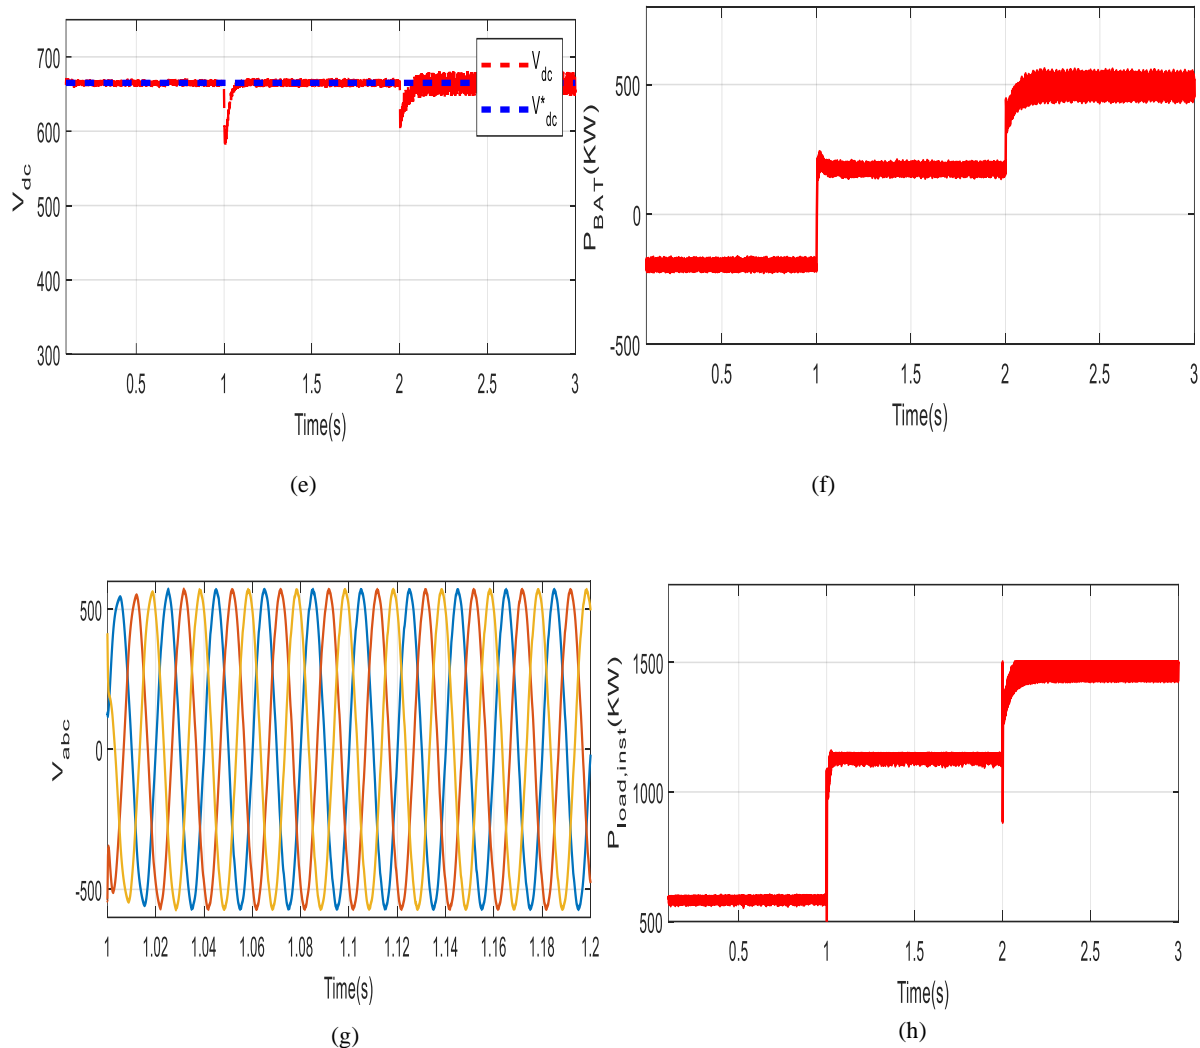 700
600
500
400
300
V_dc
V_dc
V*_dc
0.5 1 1.5 2 2.5 3
Time(s)
(e)
500
0
-500
P_BAT(KW)
0.5 1 1.5 2 2.5 3
Time(s)
(f)
500
0
-500
V_abc
1 1.02 1.04 1.06 1.08 1.1 1.12 1.14 1.16 1.18 1.2
Time(s)
(g)
1500
1000
500
P_load,inst(KW)
0.5 1 1.5 2 2.5 3
Time(s)
(h)